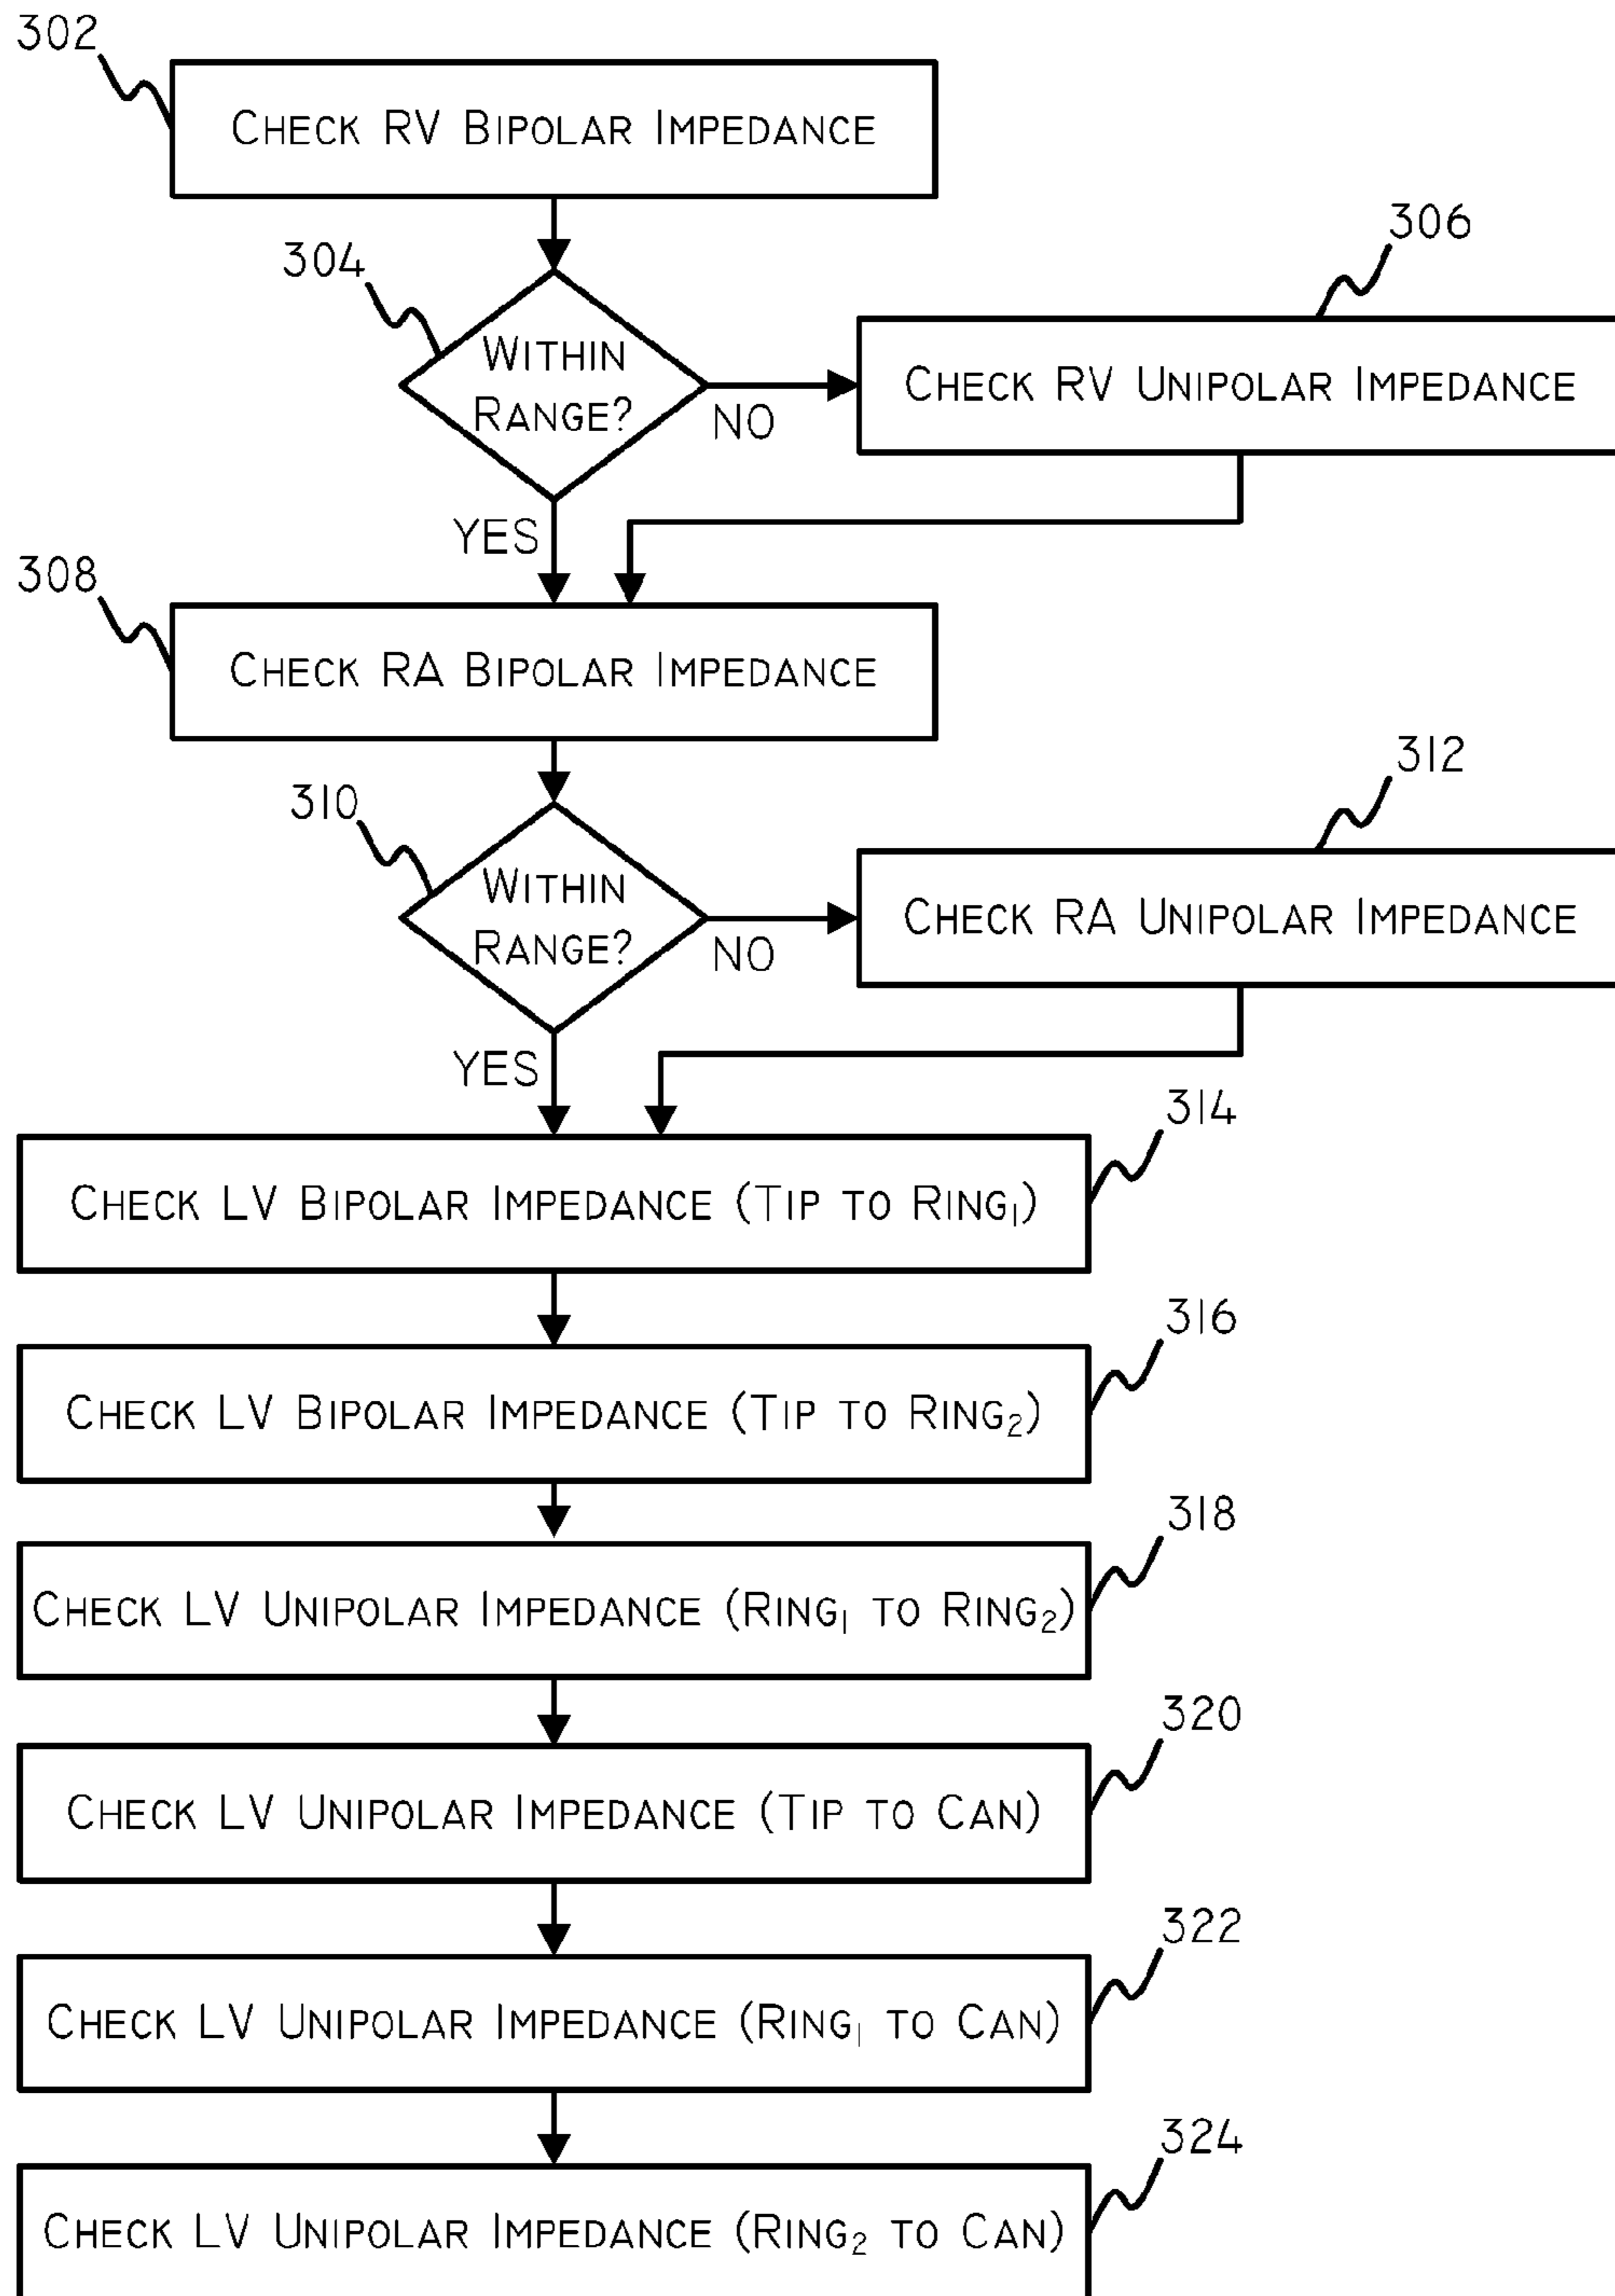 302
CHECK RV BIPOLAR IMPEDANCE
304
WITHIN
RANGE?
NO
306
CHECK RV UNIPOLAR IMPEDANCE
YES
308
CHECK RA BIPOLAR IMPEDANCE
310
WITHIN
RANGE?
NO
312
CHECK RA UNIPOLAR IMPEDANCE
YES
314
CHECK LV BIPOLAR IMPEDANCE (TIP TO RING₁)
316
CHECK LV BIPOLAR IMPEDANCE (TIP TO RING₂)
318
CHECK LV UNIPOLAR IMPEDANCE (RING₁ TO RING₂)
320
CHECK LV UNIPOLAR IMPEDANCE (TIP TO CAN)
322
CHECK LV UNIPOLAR IMPEDANCE (RING₁ TO CAN)
324
CHECK LV UNIPOLAR IMPEDANCE (RING₂ TO CAN)